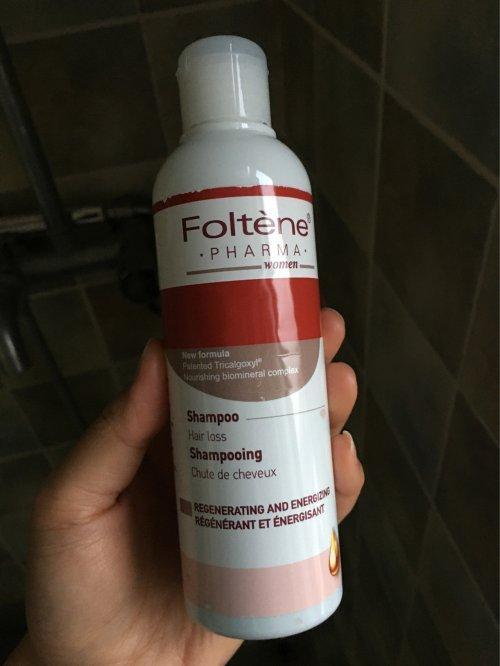 Foltène®
· PHARMA ·
women
New formula
Patented Tricalgoxyl®
Nourishing biomineral complex
Shampoo
Hair loss
Shampooing
Chute de cheveux
REGENERATING AND ENERGIZING
RÉGÉNÉRANT ET ÉNERGISANT